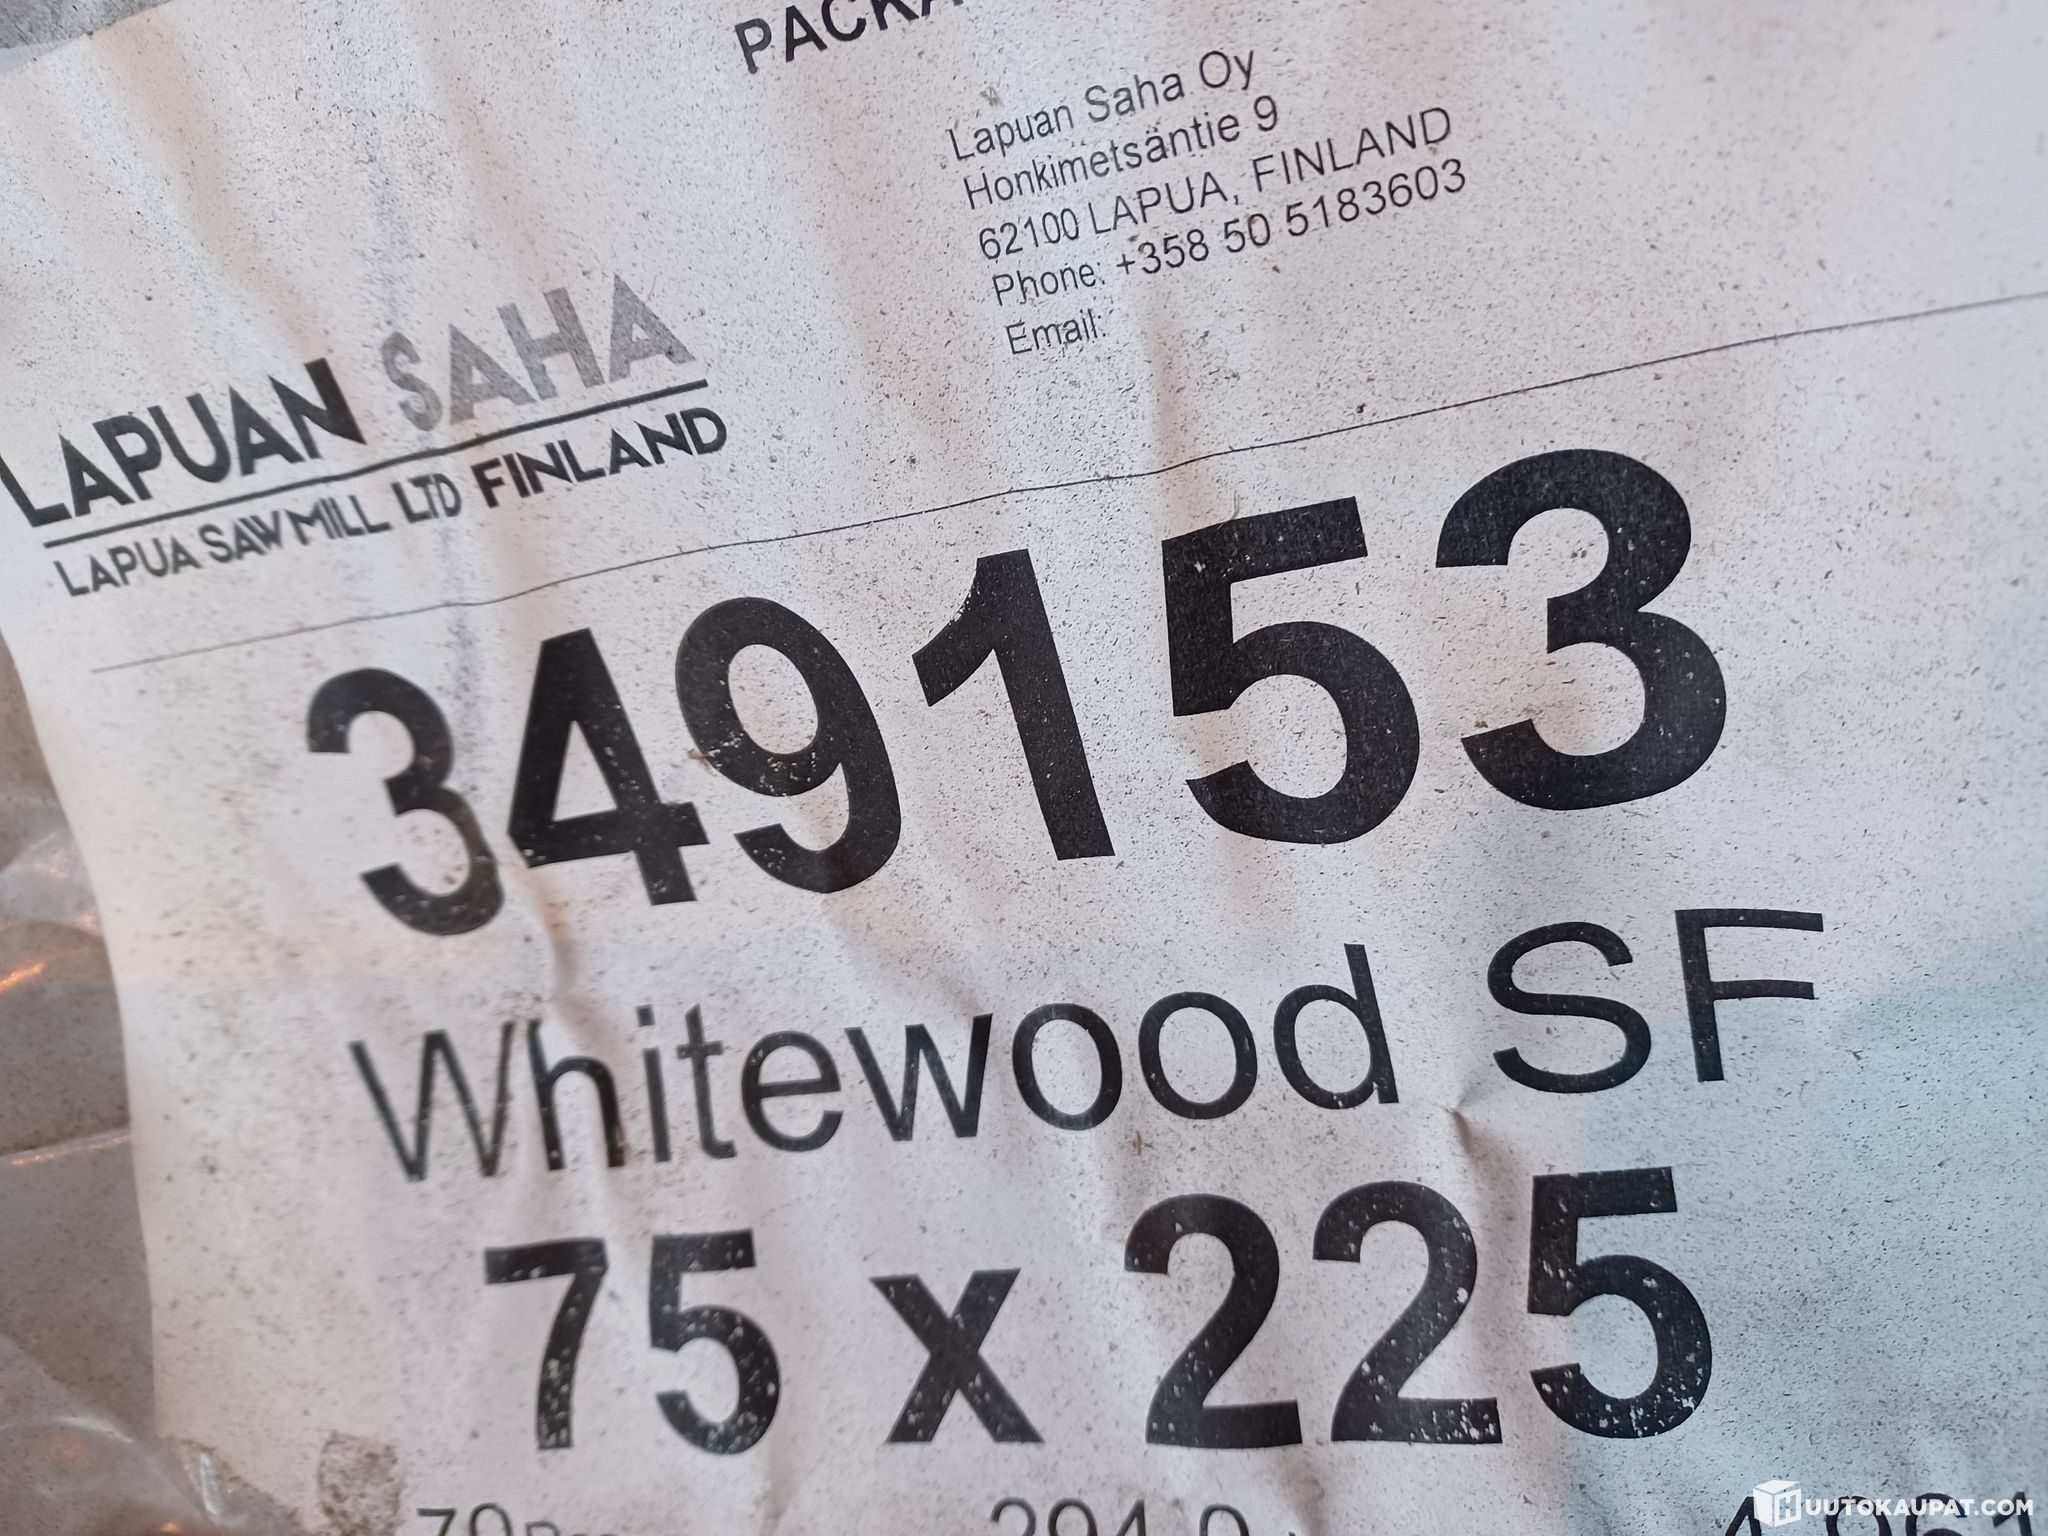 Lapuan Saha Oy
Honkimetsäntie 9
62100 LAPUA, FINLAND
Phone: +358 50 5183603
Email:
LAPUAN SAHA
LAPUA SAWMILL LTD FINLAND
349153
Whitewood SF
75 x 225
HUUTOKAUPAT.COM